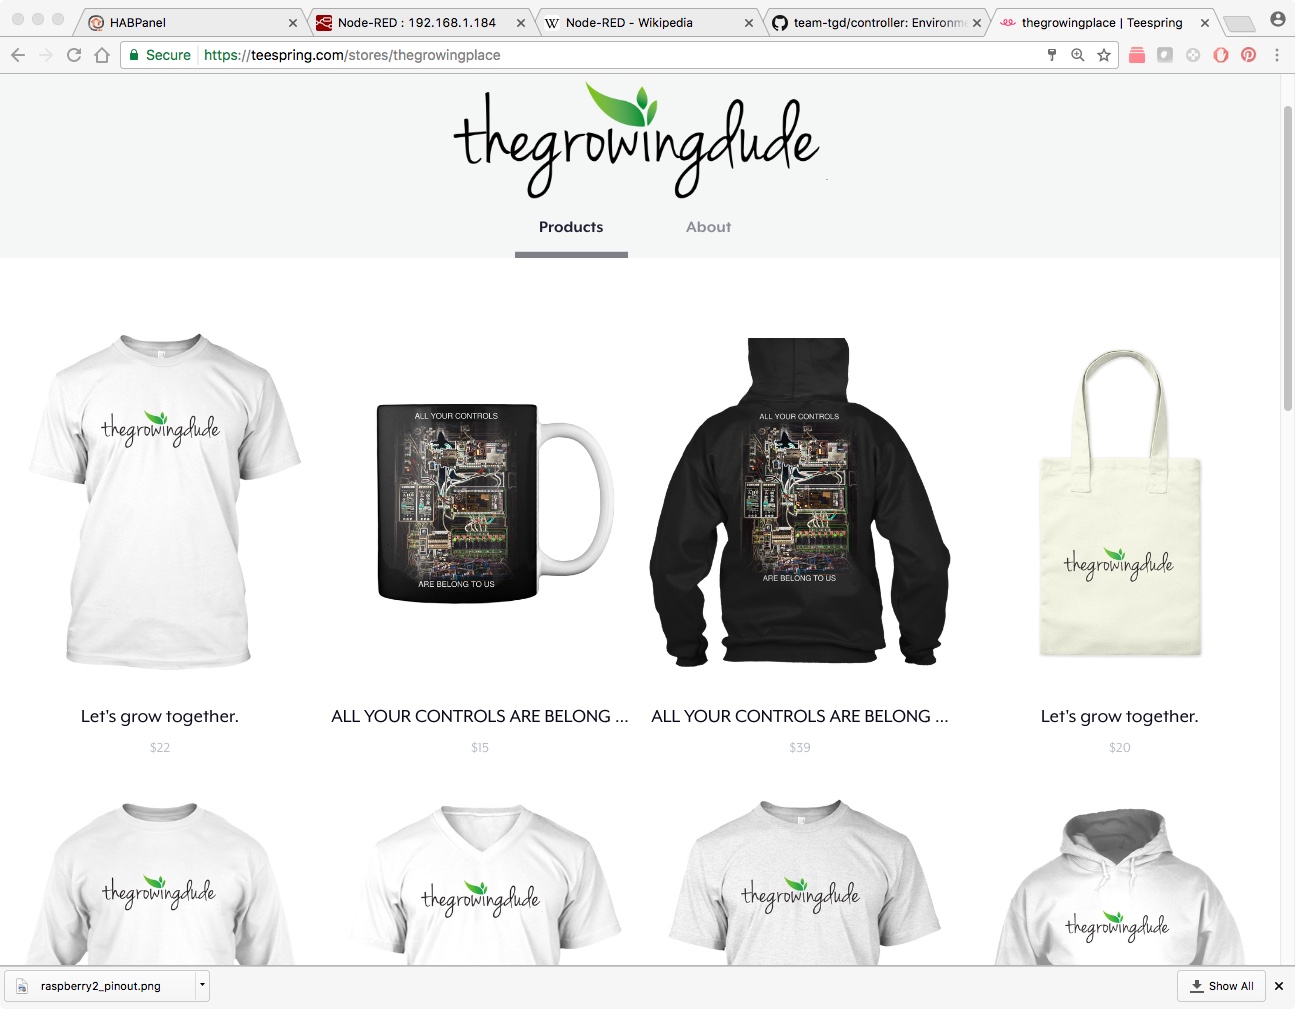 HABPanel
Node-RED : 192.168.1.184
Node-RED - Wikipedia
team-tgd/controller: Environme
thegrowingplace | Teespring
Secure
https://teespring.com/stores/thegrowingplace
thegrowingdude
Products
About
thegrowingdude
ALL YOUR CONTROLS
ARE BELONG TO US
ALL YOUR CONTROLS
ARE BELONG TO US
thegrowingdude
Let's grow together.
$22
ALL YOUR CONTROLS ARE BELONG ...
$15
ALL YOUR CONTROLS ARE BELONG ...
$39
Let's grow together.
$20
thegrowingdude
thegrowingdude
thegrowingdude
thegrowingdude
raspberry2_pinout.png
Show All